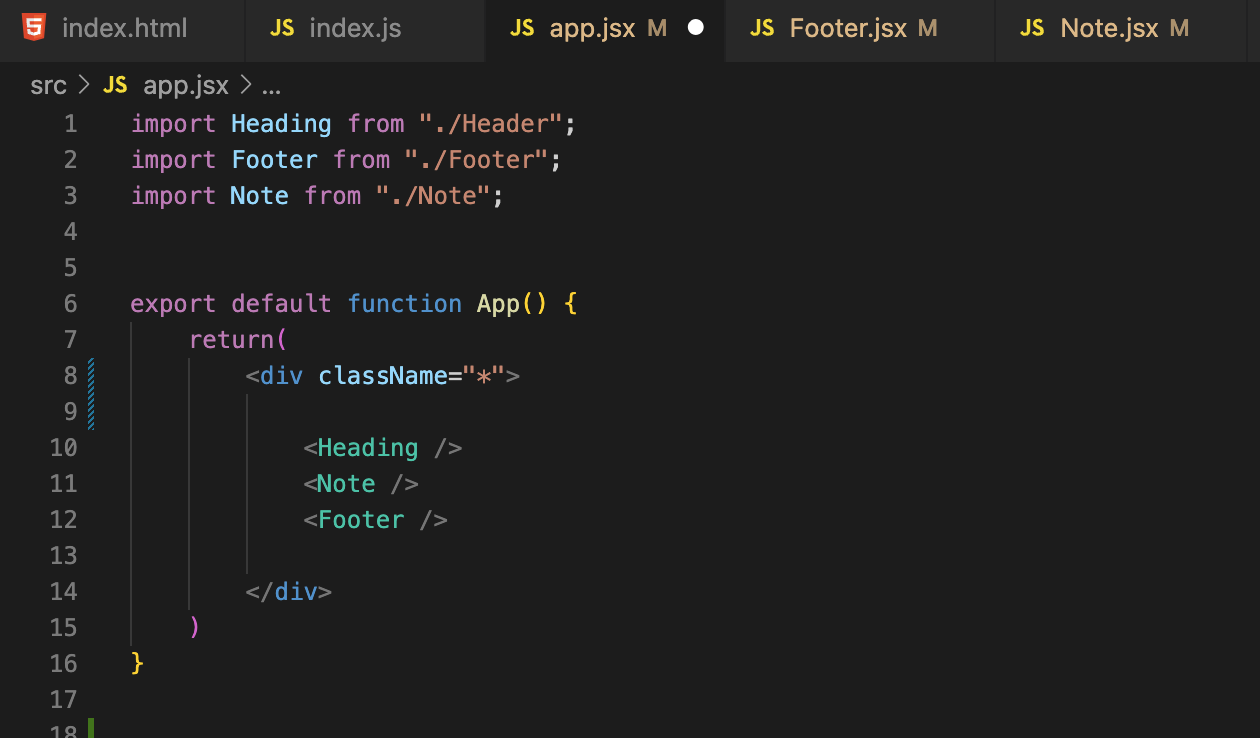 index.html JS index.js JS app.jsx M JS Footer.jsx M JS Note.jsx M
src > JS app.jsx > ...
1 import Heading from "./Header";
2 import Footer from "./Footer";
3 import Note from "./Note";
4
5
6 export default function App() {
7 return(
8 <div className="*">
9
10 <Heading />
11 <Note />
12 <Footer />
13
14 </div>
15 )
16 }
17
18